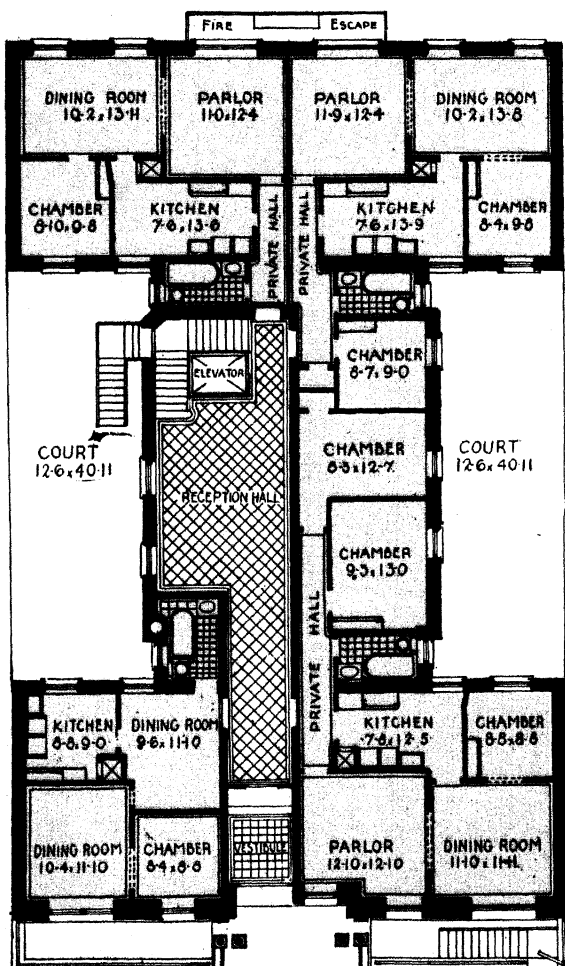 FIRE ESCAPE
DINING ROOM
10-2 x 13-11
PARLOR
11-0 x 12-4
PARLOR
11-9 x 12-4
DINING ROOM
10-2 x 13-8
CHAMBER
8-10 x 9-8
KITCHEN
7-6 x 13-6
PRIVATE HALL
PRIVATE HALL
KITCHEN
7-6 x 13-9
CHAMBER
8-4 x 9-8
CHAMBER
8-7 x 9-0
ELEVATOR
COURT
12-6 x 40-11
RECEPTION HALL
CHAMBER
8-3 x 12-7
COURT
12-6 x 40-11
CHAMBER
9-3 x 13-0
PRIVATE HALL
KITCHEN
8-8 x 9-0
DINING ROOM
9-6 x 11-10
KITCHEN
7-8 x 12-5
CHAMBER
8-8 x 8-8
DINING ROOM
10-4 x 11-10
CHAMBER
8-4 x 8-8
VESTIBULE
PARLOR
12-10 x 12-10
DINING ROOM
11-10 x 11-11